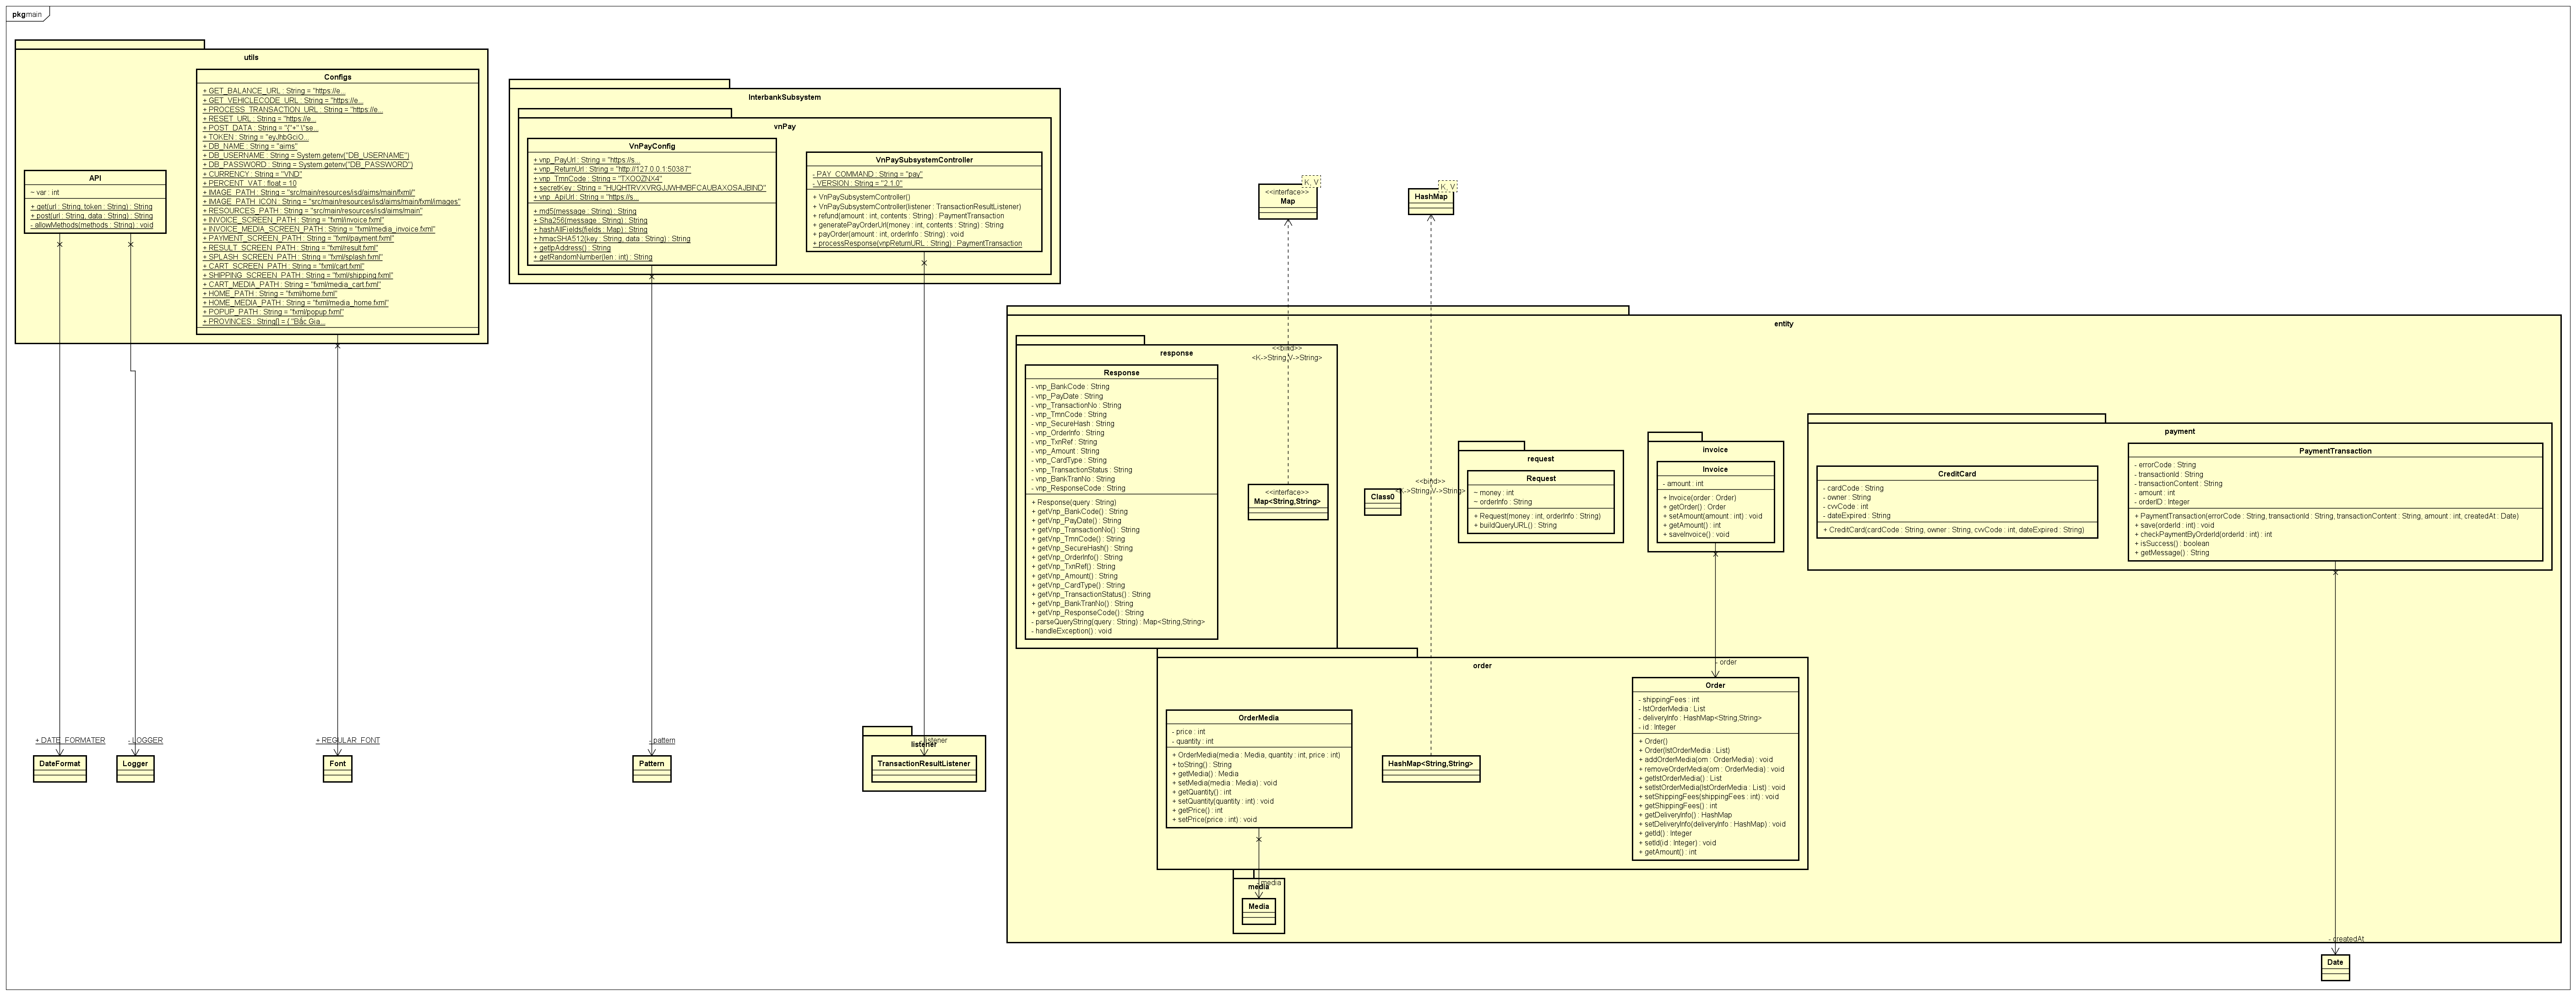 pkg main
utils
Configs
+ GET_BALANCE_URL : String = "https://e...
+ GET_VEHICLECODE_URL : String = "https://e...
+ PROCESS_TRANSACTION_URL : String = "https://e...
+ RESET_URL : String = "https://e...
+ POST_DATA : String = "{"+" \"se...
+ TOKEN : String = "eyJhbGciO...
+ DB_NAME : String = "aims"
+ DB_USERNAME : String = System.getenv("DB_USERNAME")
+ DB_PASSWORD : String = System.getenv("DB_PASSWORD")
+ CURRENCY : String = "VND"
+ PERCENT_VAT : float = 10
+ IMAGE_PATH : String = "src/main/resources/isd/aims/main/fxml/"
+ IMAGE_PATH_ICON : String = "src/main/resources/isd/aims/main/fxml/images"
+ RESOURCES_PATH : String = "src/main/resources/isd/aims/main"
+ INVOICE_SCREEN_PATH : String = "fxml/invoice.fxml"
+ INVOICE_MEDIA_SCREEN_PATH : String = "fxml/media_invoice.fxml"
+ PAYMENT_SCREEN_PATH : String = "fxml/payment.fxml"
+ RESULT_SCREEN_PATH : String = "fxml/result.fxml"
+ SPLASH_SCREEN_PATH : String = "fxml/splash.fxml"
+ CART_SCREEN_PATH : String = "fxml/cart.fxml"
+ SHIPPING_SCREEN_PATH : String = "fxml/shipping.fxml"
+ CART_MEDIA_PATH : String = "fxml/media_cart.fxml"
+ HOME_PATH : String = "fxml/home.fxml"
+ HOME_MEDIA_PATH : String = "fxml/media_home.fxml"
+ POPUP_PATH : String = "fxml/popup.fxml"
+ PROVINCES : String[] = { "Bắc Gia...
API
~ var : int
+ get(url : String, token : String) : String
+ post(url : String, data : String) : String
- allowMethods(methods : String) : void
InterbankSubsystem
vnPay
VnPayConfig
+ vnp_PayUrl : String = "https://s...
+ vnp_ReturnUrl : String = "http://127.0.0.1:50387"
+ vnp_TmnCode : String = "TXOOZNX4"
+ secretKey : String = "HUQHTRVXVRGJJWHMBFCAUBAXOSAJBIND"
+ vnp_ApiUrl : String = "https://s...
+ md5(message : String) : String
+ Sha256(message : String) : String
+ hashAllFields(fields : Map) : String
+ hmacSHA512(key : String, data : String) : String
+ getIpAddress() : String
+ getRandomNumber(len : int) : String
VnPaySubsystemController
- PAY_COMMAND : String = "pay"
- VERSION : String = "2.1.0"
+ VnPaySubsystemController()
+ VnPaySubsystemController(listener : TransactionResultListener)
+ refund(amount : int, contents : String) : PaymentTransaction
+ generatePayOrderUrl(money : int, contents : String) : String
+ payOrder(amount : int, orderInfo : String) : void
+ processResponse(vnpReturnURL : String) : PaymentTransaction
K, V
<<interface>>
Map
K, V
HashMap
entity
response
<<bind>>
<K->String,V->String>
Response
- vnp_BankCode : String
- vnp_PayDate : String
- vnp_TransactionNo : String
- vnp_TmnCode : String
- vnp_SecureHash : String
- vnp_OrderInfo : String
- vnp_TxnRef : String
- vnp_Amount : String
- vnp_CardType : String
- vnp_TransactionStatus : String
- vnp_BankTranNo : String
- vnp_ResponseCode : String
+ Response(query : String)
+ getVnp_BankCode() : String
+ getVnp_PayDate() : String
+ getVnp_TransactionNo() : String
+ getVnp_TmnCode() : String
+ getVnp_SecureHash() : String
+ getVnp_OrderInfo() : String
+ getVnp_TxnRef() : String
+ getVnp_Amount() : String
+ getVnp_CardType() : String
+ getVnp_TransactionStatus() : String
+ getVnp_BankTranNo() : String
+ getVnp_ResponseCode() : String
- parseQueryString(query : String) : Map<String,String>
- handleException() : void
<<interface>>
Map<String,String>
Class0
<<bind>>
<K->String,V->String>
request
Request
~ money : int
~ orderInfo : String
+ Request(money : int, orderInfo : String)
+ buildQueryURL() : String
invoice
Invoice
- amount : int
+ Invoice(order : Order)
+ getOrder() : Order
+ setAmount(amount : int) : void
+ getAmount() : int
+ saveInvoice() : void
payment
CreditCard
- cardCode : String
- owner : String
- cvvCode : int
- dateExpired : String
+ CreditCard(cardCode : String, owner : String, cvvCode : int, dateExpired : String)
PaymentTransaction
- errorCode : String
- transactionId : String
- transactionContent : String
- amount : int
- orderID : Integer
+ PaymentTransaction(errorCode : String, transactionId : String, transactionContent : String, amount : int, createdAt : Date)
+ save(orderId : int) : void
+ checkPaymentByOrderId(orderId : int) : int
+ isSuccess() : boolean
+ getMessage() : String
order
- order
OrderMedia
- price : int
- quantity : int
+ OrderMedia(media : Media, quantity : int, price : int)
+ toString() : String
+ getMedia() : Media
+ setMedia(media : Media) : void
+ getQuantity() : int
+ setQuantity(quantity : int) : void
+ getPrice() : int
+ setPrice(price : int) : void
HashMap<String,String>
Order
- shippingFees : int
- lstOrderMedia : List
- deliveryInfo : HashMap<String,String>
- id : Integer
+ Order()
+ Order(lstOrderMedia : List)
+ addOrderMedia(om : OrderMedia) : void
+ removeOrderMedia(om : OrderMedia) : void
+ getlstOrderMedia() : List
+ setlstOrderMedia(lstOrderMedia : List) : void
+ setShippingFees(shippingFees : int) : void
+ getShippingFees() : int
+ getDeliveryInfo() : HashMap
+ setDeliveryInfo(deliveryInfo : HashMap) : void
+ getId() : Integer
+ setId(id : Integer) : void
+ getAmount() : int
- media
media
Media
+ DATE_FORMATER
DateFormat
- LOGGER
Logger
+ REGULAR_FONT
Font
- pattern
Pattern
listener
- listener
TransactionResultListener
- createdAt
Date